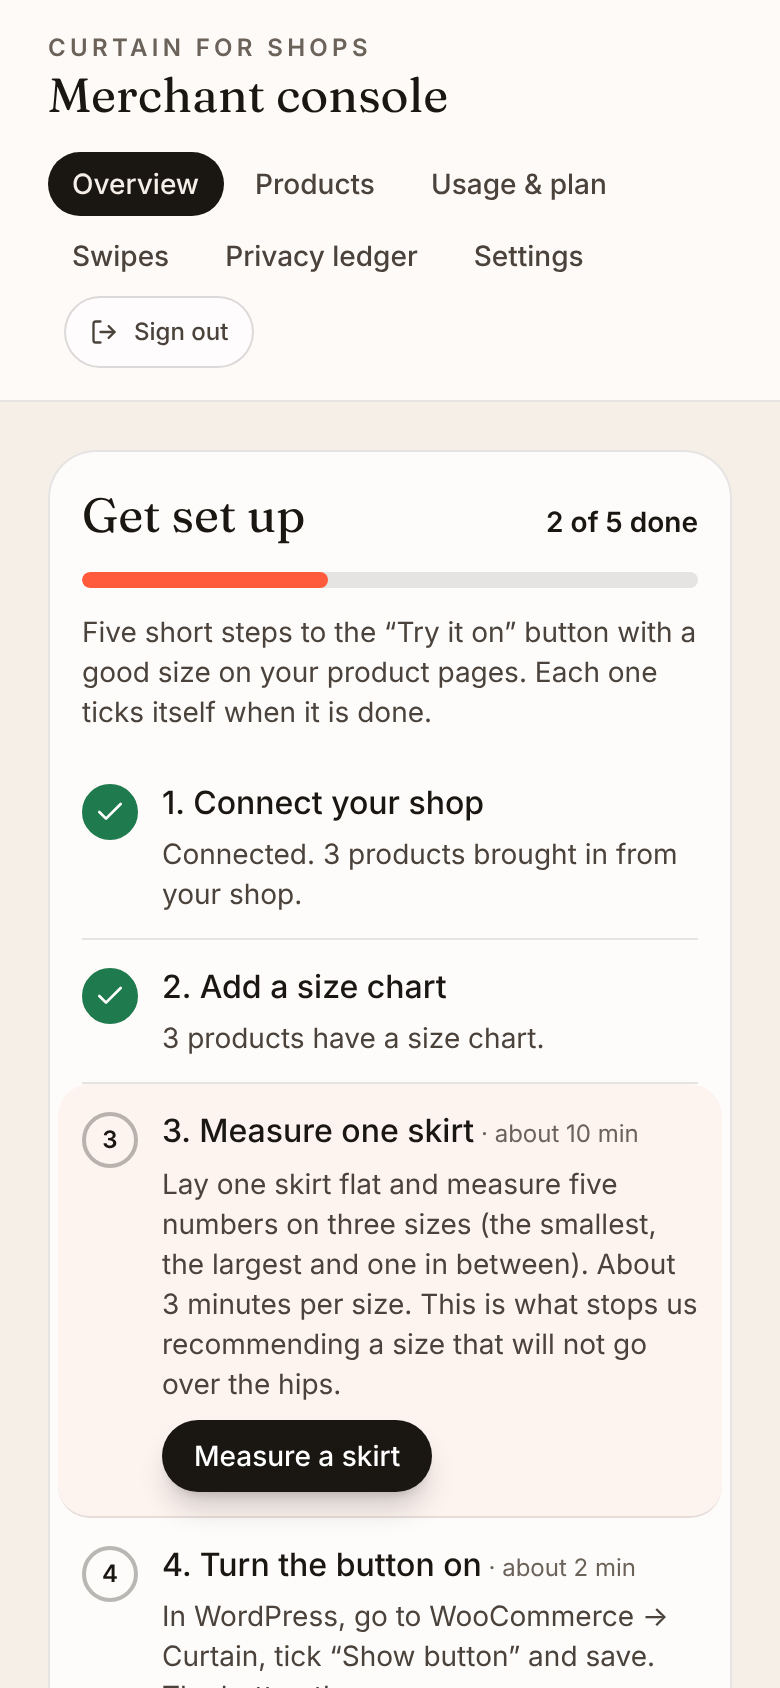 CURTAIN FOR SHOPS
Merchant console
Overview Products Usage & plan
Swipes Privacy ledger Settings
Sign out
Get set up 2 of 5 done
Five short steps to the “Try it on” button with a
good size on your product pages. Each one
ticks itself when it is done.
1. Connect your shop
Connected. 3 products brought in from
your shop.
2. Add a size chart
3 products have a size chart.
3 3. Measure one skirt · about 10 min
Lay one skirt flat and measure five
numbers on three sizes (the smallest,
the largest and one in between). About
3 minutes per size. This is what stops us
recommending a size that will not go
over the hips.
Measure a skirt
4 4. Turn the button on · about 2 min
In WordPress, go to WooCommerce →
Curtain, tick “Show button” and save.